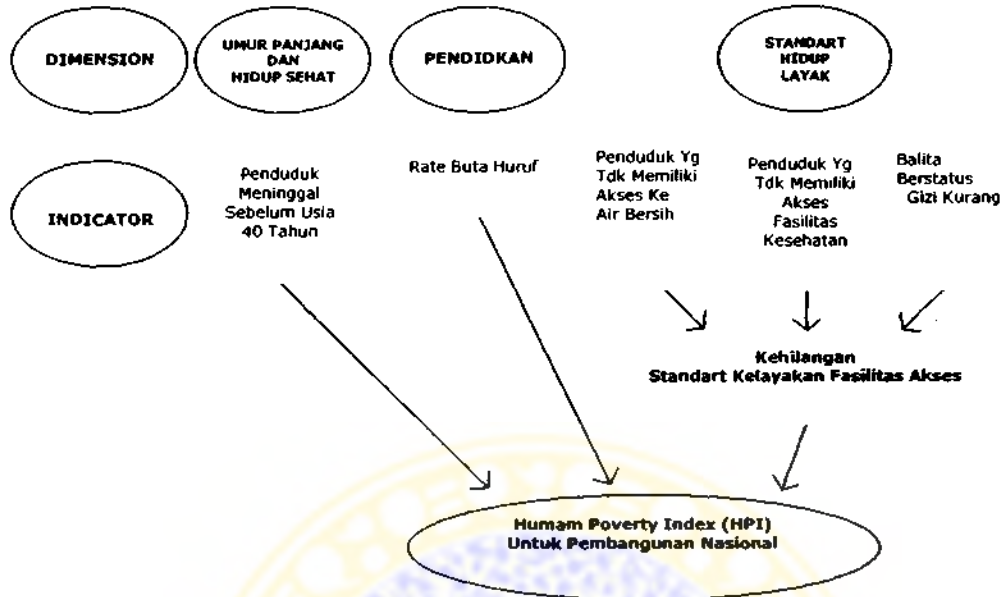 DIMENSION
UMUR PANJANG
DAN
HIDUP SEHAT
PENDIDKAN
STANDART
HIDUP
LAYAK
INDICATOR
Penduduk
Meninggal
Sebelum Usia
40 Tahun
Rate Buta Huruf
Penduduk Yg
Tdk Memiliki
Akses Ke
Air Bersih
Penduduk Yg
Tdk Memiliki
Akses
Fasilitas
Kesehatan
Balita
Berstatus
Gizi Kurang
Kehilangan
Standart Kelayakan Fasilitas Akses
Humam Poverty Index (HPI)
Untuk Pembangunan Nasional